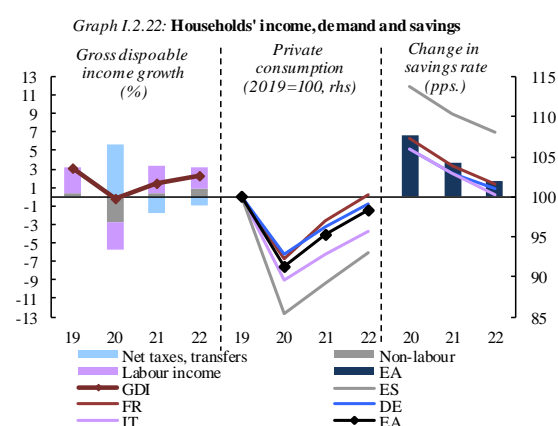 Graph I.2.22: Households' income, demand and savings
Gross dispoable
income growth
(%)
Private
consumption
(2019=100, rhs)
Change in
savings rate
(pps.)
13
11
9
7
5
3
1
-1
-3
-5
-7
-9
-11
-13
115
110
105
100
95
90
85
19 20 21 22 19 20 21 22 20 21 22
Net taxes, transfers
Non-labour
Labour income
EA
GDI
ES
FR
DE
IT
EA